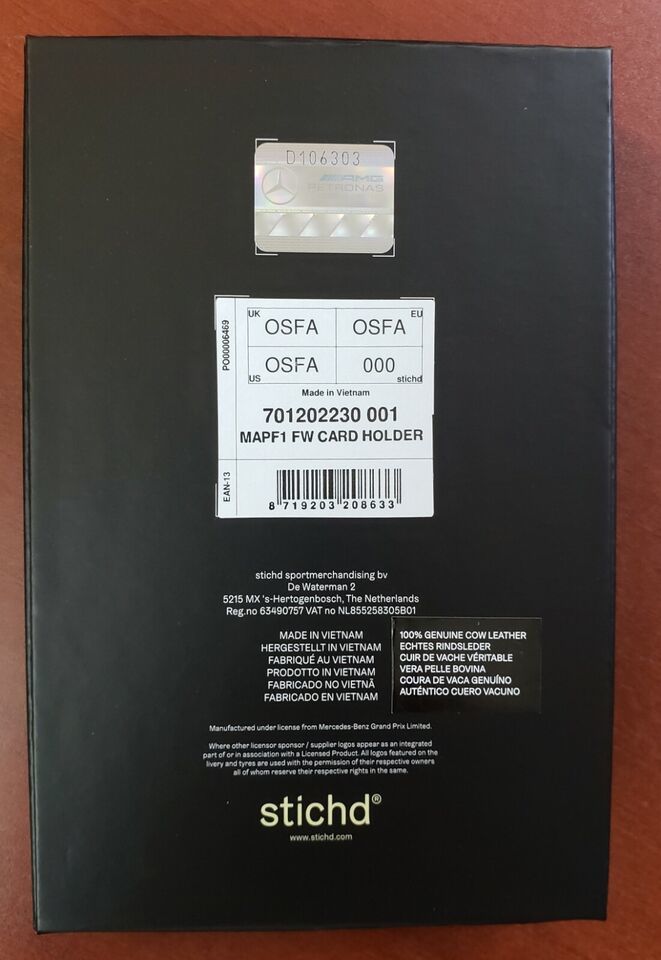 D106303
AMG
PETRONAS
PO00006469
UK
OSFA
OSFA
EU
OSFA
US
000
stichd
Made in Vietnam
701202230 001
MAPF1 FW CARD HOLDER
EAN-13
8 719203 208633
stichd sportmerchandising bv
De Waterman 2
5215 MX 's-Hertogenbosch, The Netherlands
Reg.no 63490757 VAT no NL855258305B01
MADE IN VIETNAM
HERGESTELLT IN VIETNAM
FABRIQUÉ AU VIETNAM
PRODOTTO IN VIETNAM
FABRICADO NO VIETNÃ
FABRICADO EN VIETNAM
100% GENUINE COW LEATHER
ECHTES RINDSLEDER
CUIR DE VACHE VÉRITABLE
VERA PELLE BOVINA
COURA DE VACA GENUÍNO
AUTÉNTICO CUERO VACUNO
Manufactured under license from Mercedes-Benz Grand Prix Limited.
Where other licensor sponsor / supplier logos appear as an integrated
part of or in association with a Licensed Product. All logos featured on the
livery and tyres are used with the permission of their respective owners
all of whom reserve their respective rights in the same.
stichd®
www.stichd.com